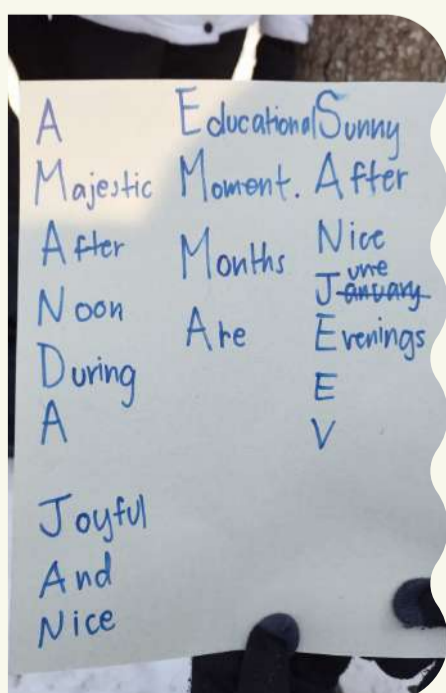 A
Majestic
After
Noon
During
A
Joyful
And
Nice
Educational
Moment.
Months
Are
Sunny
After
Nice
June
Evenings
E
V